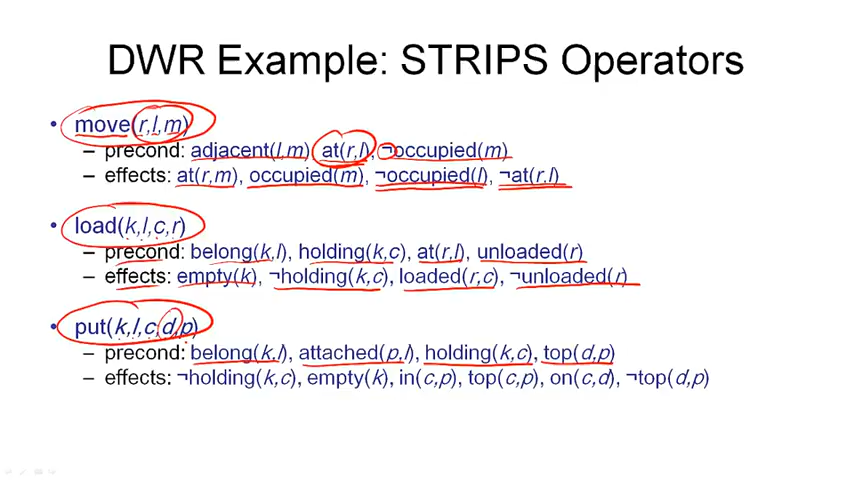 DWR Example: STRIPS Operators
• move(r,l,m)
– precond: adjacent(l,m), at(r,l), ¬occupied(m)
– effects: at(r,m), occupied(m), ¬occupied(l), ¬at(r,l)
• load(k,l,c,r)
– precond: belong(k,l), holding(k,c), at(r,l), unloaded(r)
– effects: empty(k), ¬holding(k,c), loaded(r,c), ¬unloaded(r)
• put(k,l,c,d,p)
– precond: belong(k,l), attached(p,l), holding(k,c), top(d,p)
– effects: ¬holding(k,c), empty(k), in(c,p), top(c,p), on(c,d), ¬top(d,p)